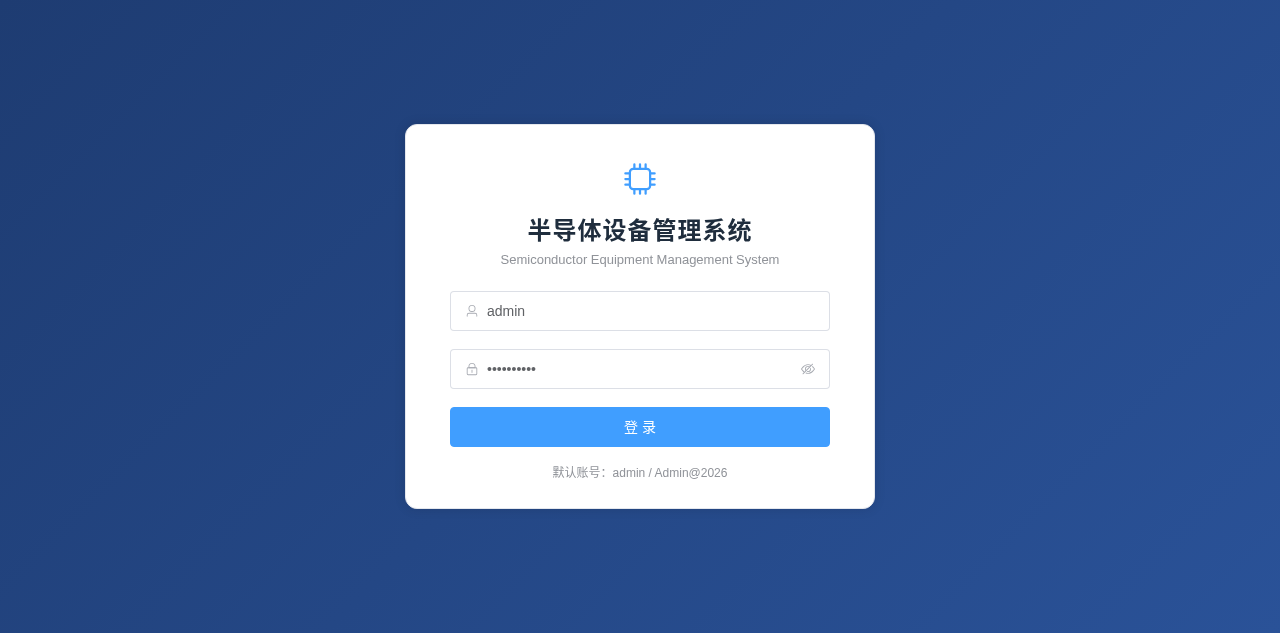 半导体设备管理系统
Semiconductor Equipment Management System
admin
••••••••••
登 录
默认账号：admin / Admin@2026